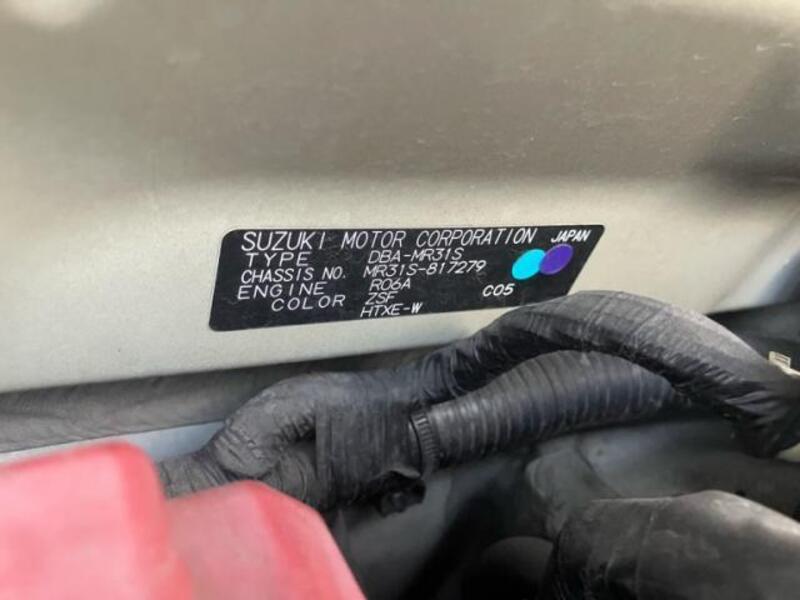 SUZUKI MOTOR CORPORATION JAPAN
TYPE DBA-MR31S
CHASSIS NO. MR31S-817279
ENGINE R06A
COLOR ZSF C05
HTXE-W